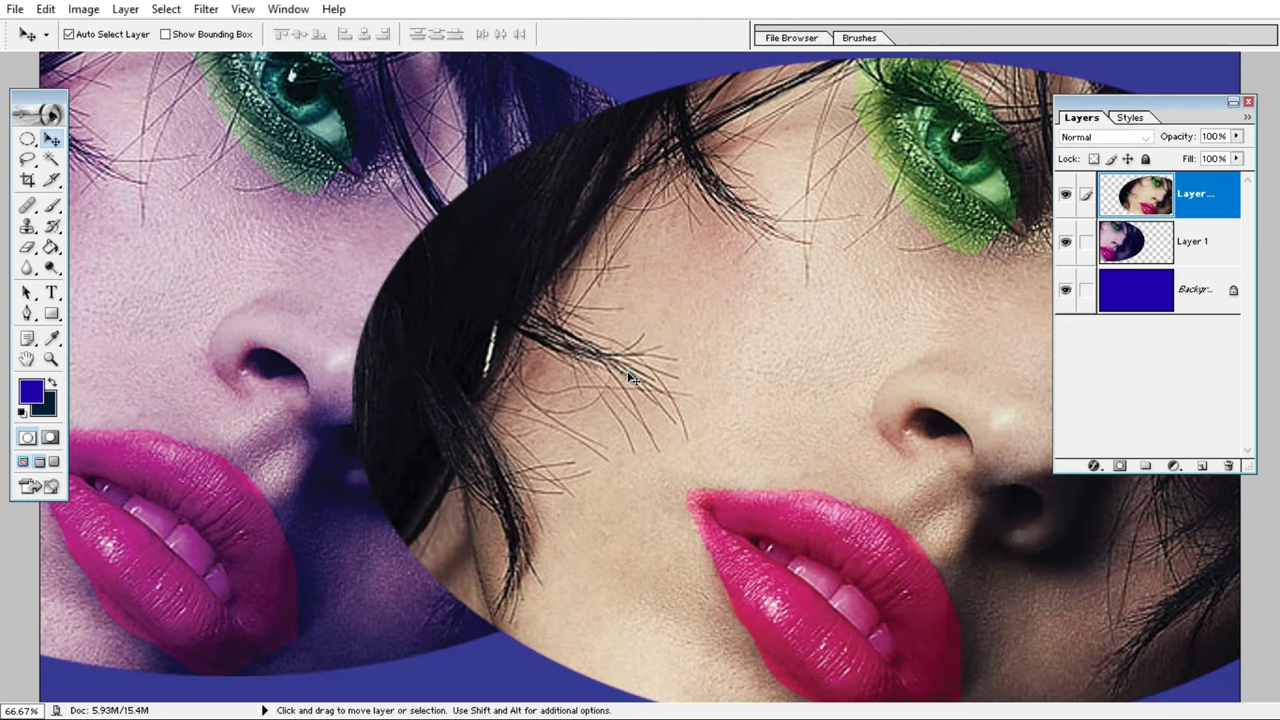 File Edit Image Layer Select Filter View Window Help
Auto Select Layer Show Bounding Box
File Browser Brushes
Layers Styles
Normal Opacity: 100%
Lock: Fill: 100%
Layer...
Layer 1
Backgr...
66.67% Doc: 5.93M/15.4M Click and drag to move layer or selection. Use Shift and Alt for additional options.